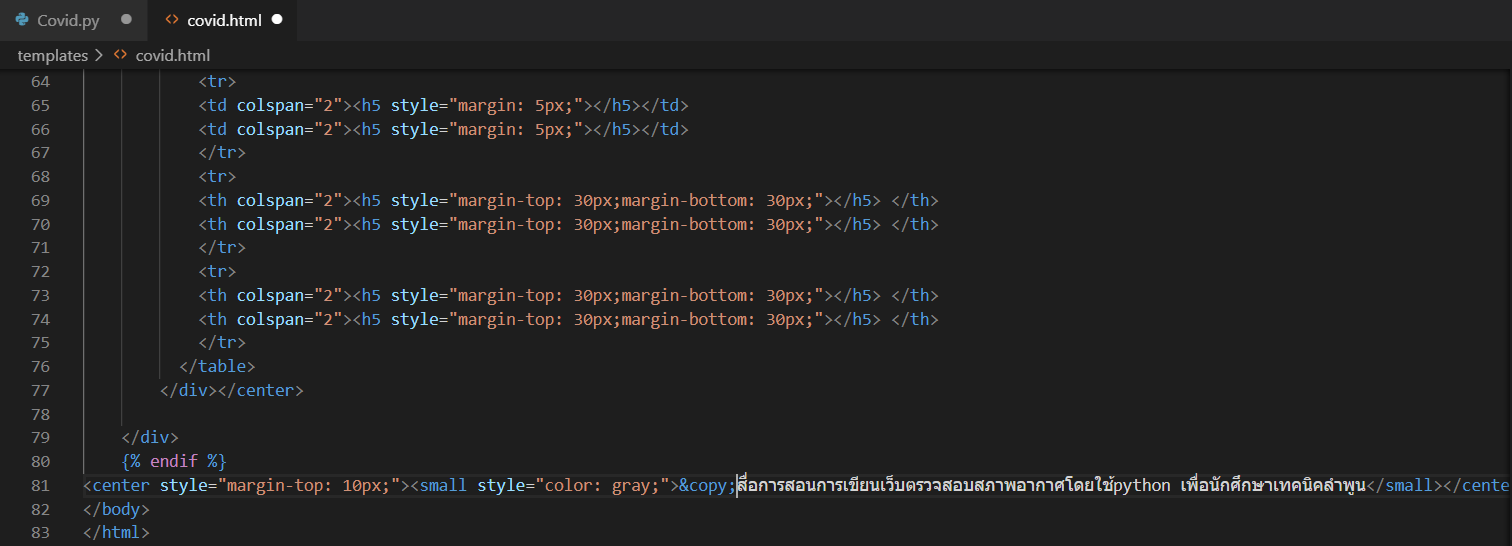 Covid.py
covid.html
templates > covid.html
64 <tr>
65 <td colspan="2"><h5 style="margin: 5px;"></h5></td>
66 <td colspan="2"><h5 style="margin: 5px;"></h5></td>
67 </tr>
68 <tr>
69 <th colspan="2"><h5 style="margin-top: 30px;margin-bottom: 30px;"></h5> </th>
70 <th colspan="2"><h5 style="margin-top: 30px;margin-bottom: 30px;"></h5> </th>
71 </tr>
72 <tr>
73 <th colspan="2"><h5 style="margin-top: 30px;margin-bottom: 30px;"></h5> </th>
74 <th colspan="2"><h5 style="margin-top: 30px;margin-bottom: 30px;"></h5> </th>
75 </tr>
76 </table>
77 </div></center>
78
79 </div>
80 {% endif %}
81 <center style="margin-top: 10px;"><small style="color: gray;">&copy;สื่อการสอนการเขียนเว็บตรวจสอบสภาพอากาศโดยใช้python เพื่อนักศึกษาเทคนิคลำพูน</small></cente
82 </body>
83 </html>